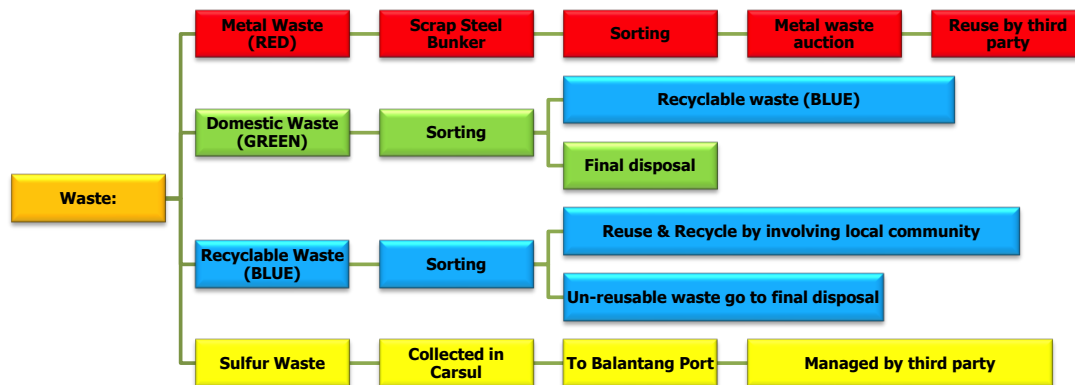 Metal Waste
(RED)
Scrap Steel
Bunker
Sorting
Metal waste
auction
Reuse by third
party
Domestic Waste
(GREEN)
Sorting
Recyclable waste (BLUE)
Final disposal
Waste:
Recyclable Waste
(BLUE)
Sorting
Reuse & Recycle by involving local community
Un-reusable waste go to final disposal
Sulfur Waste
Collected in
Carsul
To Balantang Port
Managed by third party